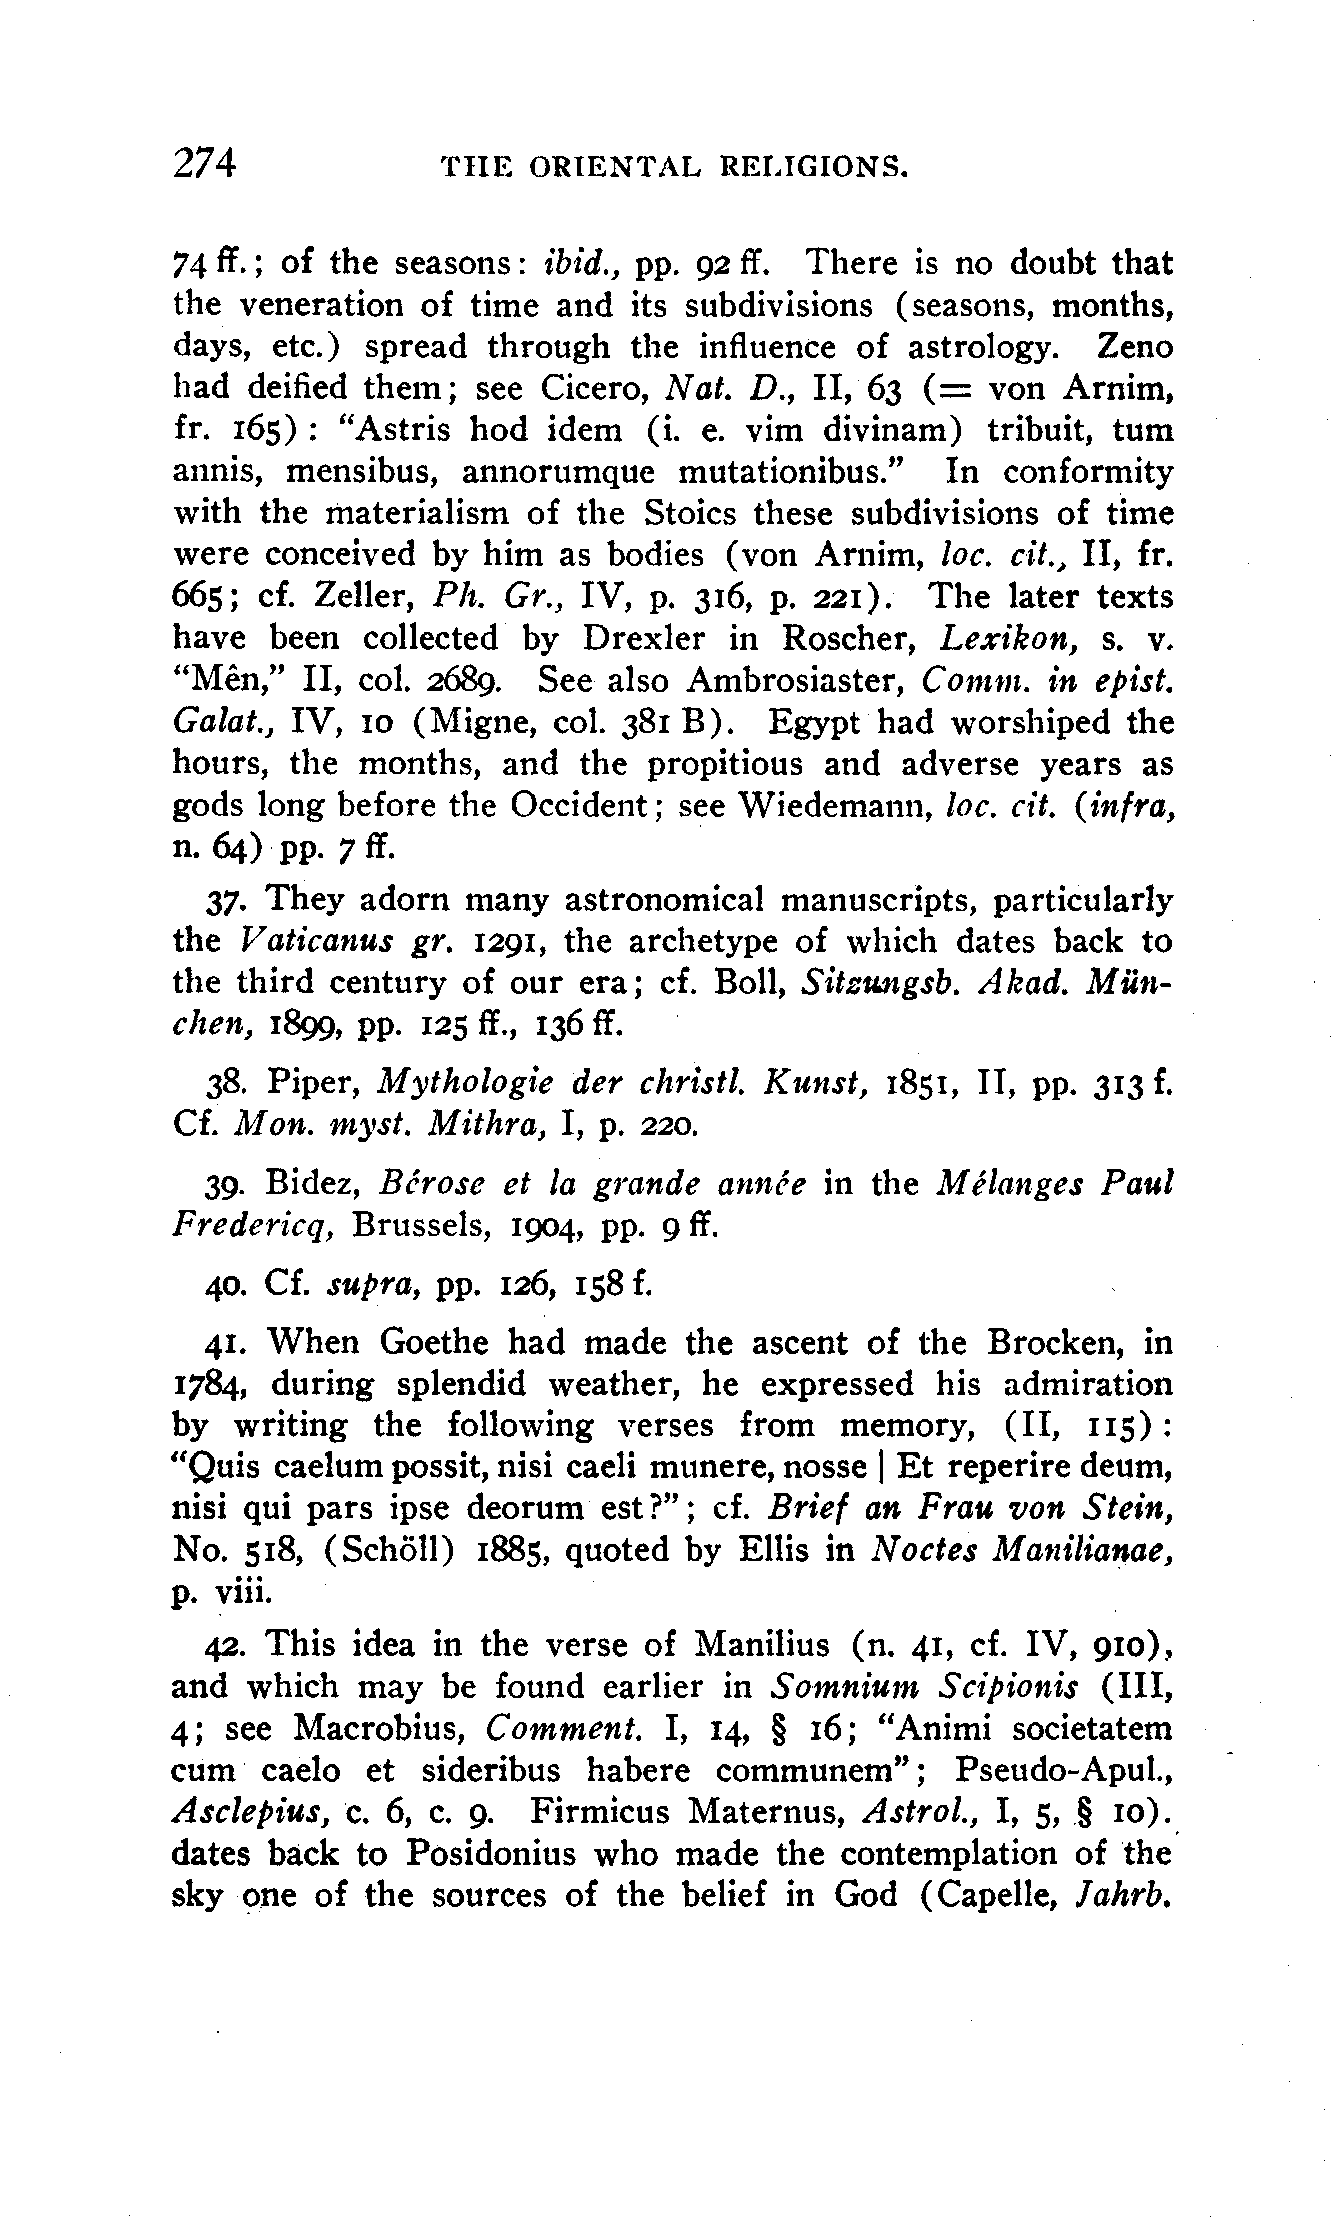 274 THE ORIENTAL RELIGIONS.
74 ff.; of the seasons: ibid., pp. 92 ff. There is no doubt that
the veneration of time and its subdivisions (seasons, months,
days, etc.) spread through the influence of astrology. Zeno
had deified them; see Cicero, Nat. D., II, 63 (= von Arnim,
fr. 165) : "Astris hod idem (i. e. vim divinam) tribuit, tum
annis, mensibus, annorumque mutationibus." In conformity
with the materialism of the Stoics these subdivisions of time
were conceived by him as bodies (von Arnim, loc. cit., II, fr.
665; cf. Zeller, Ph. Gr., IV, p. 316, p. 221). The later texts
have been collected by Drexler in Roscher, Lexikon, s. v.
"Mên," II, col. 2689. See also Ambrosiaster, Comm. in epist.
Galat., IV, 10 (Migne, col. 381 B). Egypt had worshiped the
hours, the months, and the propitious and adverse years as
gods long before the Occident; see Wiedemann, loc. cit. (infra,
n. 64) pp. 7 ff.
37. They adorn many astronomical manuscripts, particularly
the Vaticanus gr. 1291, the archetype of which dates back to
the third century of our era; cf. Boll, Sitzungsb. Akad. Mün-
chen, 1899, pp. 125 ff., 136 ff.
38. Piper, Mythologie der christl. Kunst, 1851, II, pp. 313 f.
Cf. Mon. myst. Mithra, I, p. 220.
39. Bidez, Bérose et la grande année in the Mélanges Paul
Fredericq, Brussels, 1904, pp. 9 ff.
40. Cf. supra, pp. 126, 158 f.
41. When Goethe had made the ascent of the Brocken, in
1784, during splendid weather, he expressed his admiration
by writing the following verses from memory, (II, 115) :
"Quis caelum possit, nisi caeli munere, nosse | Et reperire deum,
nisi qui pars ipse deorum est?"; cf. Brief an Frau von Stein,
No. 518, (Schöll) 1885, quoted by Ellis in Noctes Manilianae,
p. viii.
42. This idea in the verse of Manilius (n. 41, cf. IV, 910),
and which may be found earlier in Somnium Scipionis (III,
4; see Macrobius, Comment. I, 14, § 16; "Animi societatem
cum caelo et sideribus habere communem"; Pseudo-Apul.,
Asclepius, c. 6, c. 9. Firmicus Maternus, Astrol., I, 5, § 10).
dates back to Posidonius who made the contemplation of the
sky one of the sources of the belief in God (Capelle, Jahrb.